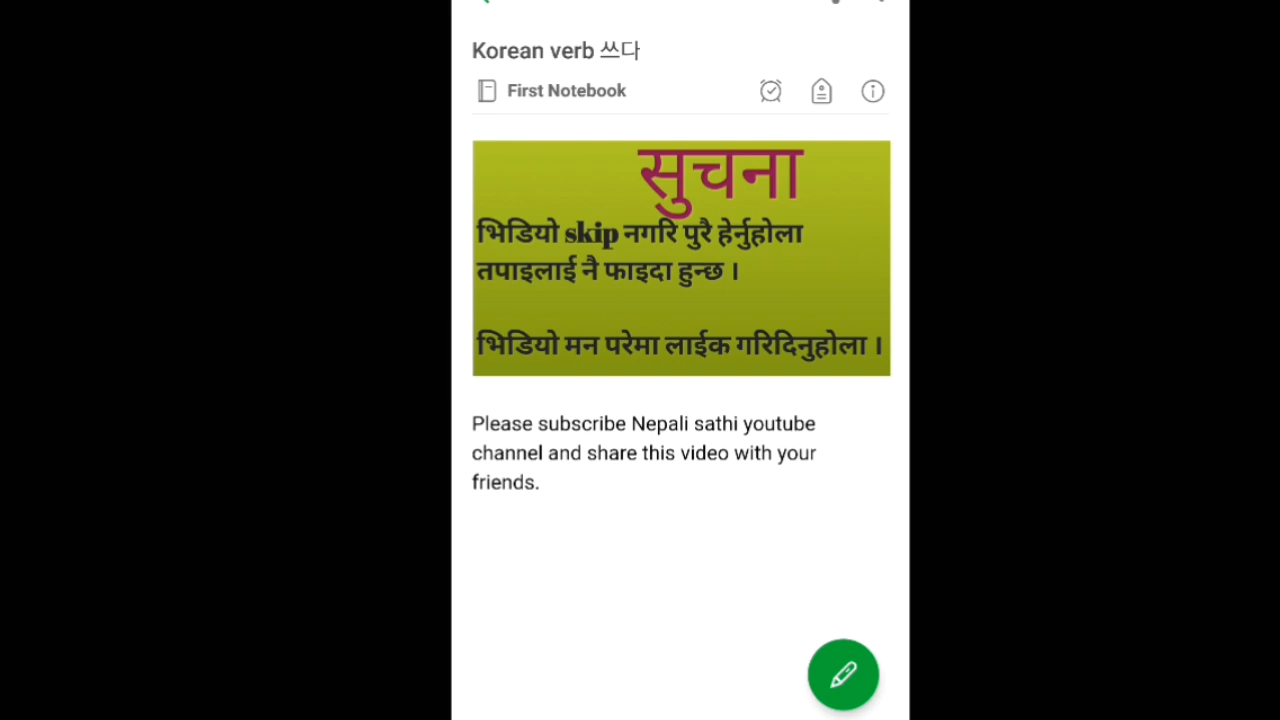 Korean verb 쓰다
First Notebook
सुचना
भिडियो skip नगरि पुरै हेर्नुहोला
तपाइलाई नै फाइदा हुन्छ ।
भिडियो मन परेमा लाईक गरिदिनुहोला ।
Please subscribe Nepali sathi youtube
channel and share this video with your
friends.